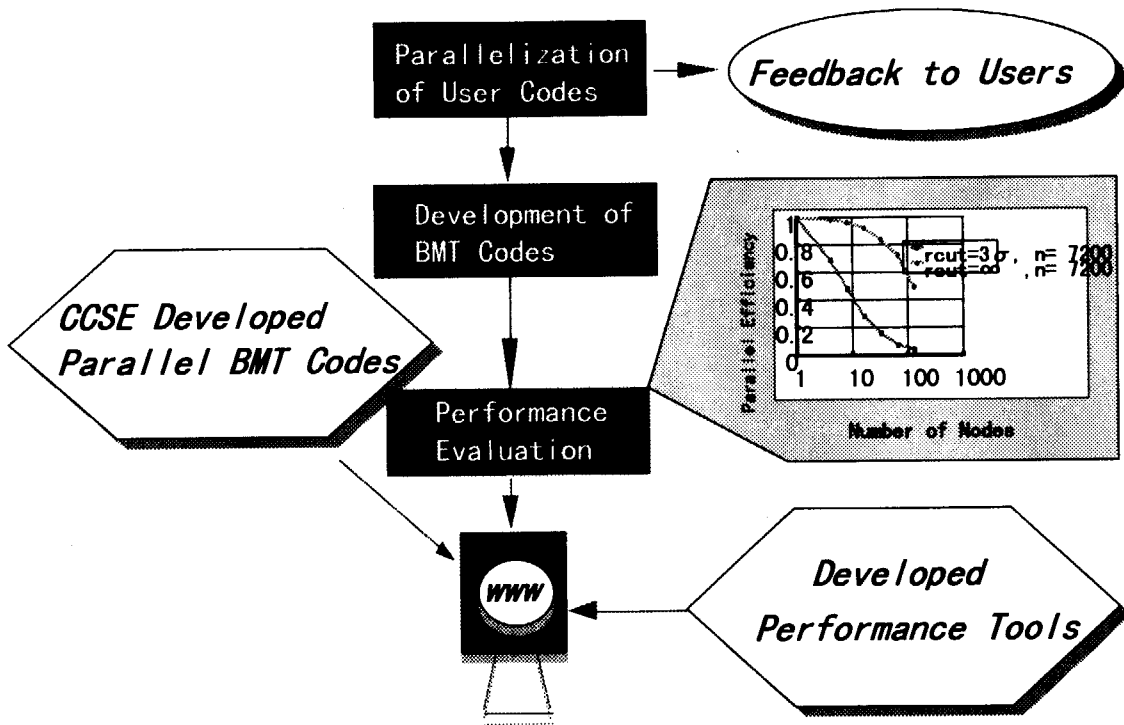 Parallelization
of User Codes
Feedback to Users
Development of
BMT Codes
CCSE Developed
Parallel BMT Codes
Performance
Evaluation
Parallel Efficiancy
1
0.8
0.6
0.4
0.2
0
1 10 100 1000
rcut=3σ, n= 7200
rcut=∞ ,n= 7200
Number of Nodes
WWW
Developed
Performance Tools